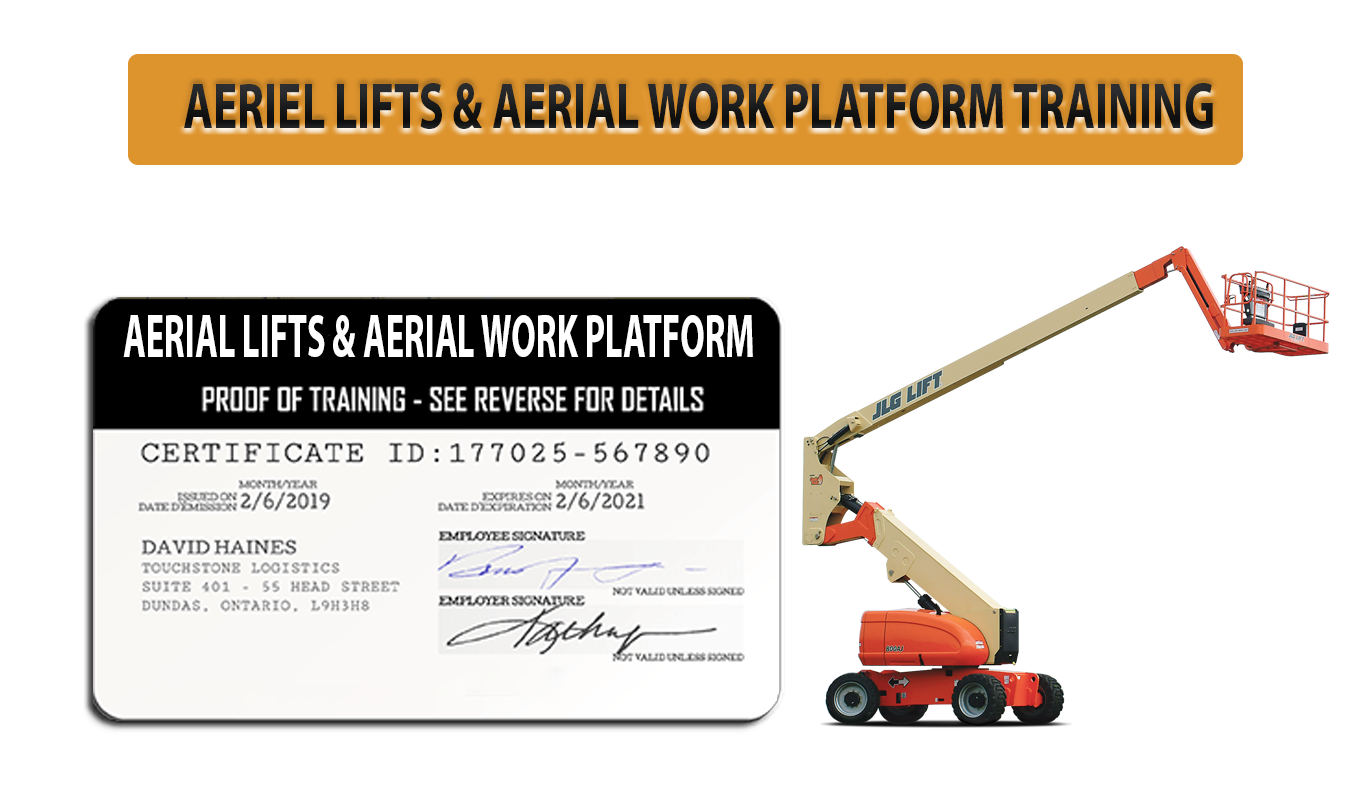 AERIEL LIFTS & AERIAL WORK PLATFORM TRAINING
AERIAL LIFTS & AERIAL WORK PLATFORM
PROOF OF TRAINING - SEE REVERSE FOR DETAILS
CERTIFICATE ID:177025-567890
MONTH/YEAR
ISSUED ON
DATE D'EMISSION 2/6/2019
MONTH/YEAR
EXPIRES ON
DATE D'EXPIRATION 2/6/2021
DAVID HAINES
TOUCHSTONE LOGISTICS
SUITE 401 - 55 HEAD STREET
DUNDAS, ONTARIO, L9H3H8
EMPLOYEE SIGNATURE
NOT VALID UNLESS SIGNED
EMPLOYER SIGNATURE
NOT VALID UNLESS SIGNED
JLG LIFT
800AJ